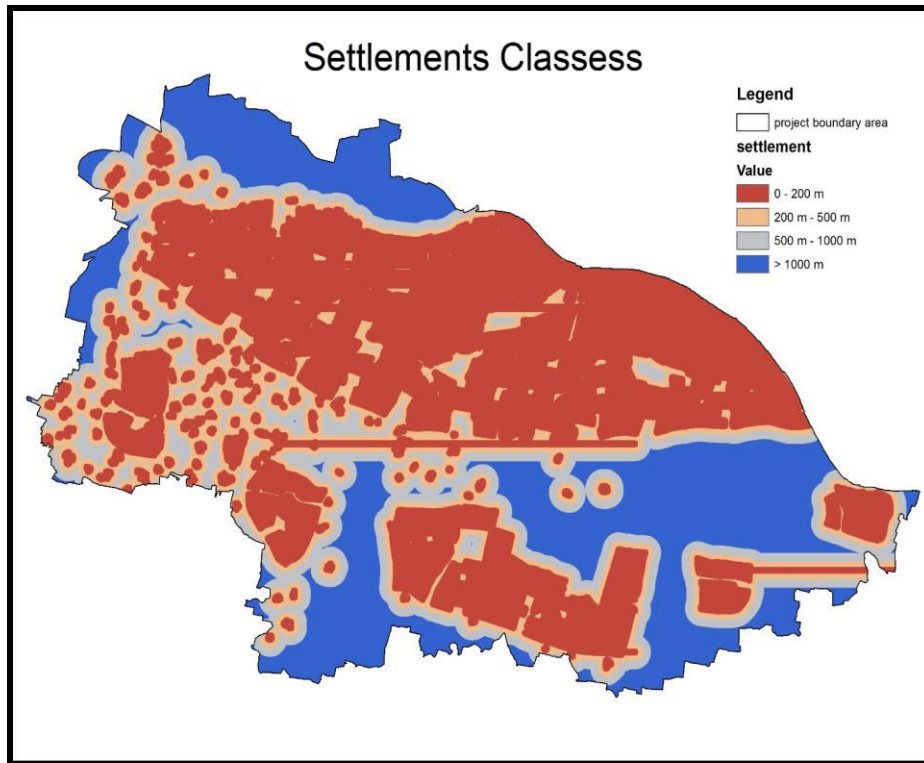 Settlements Classess
Legend
project boundary area
settlement
Value
0 - 200 m
200 m - 500 m
500 m - 1000 m
> 1000 m